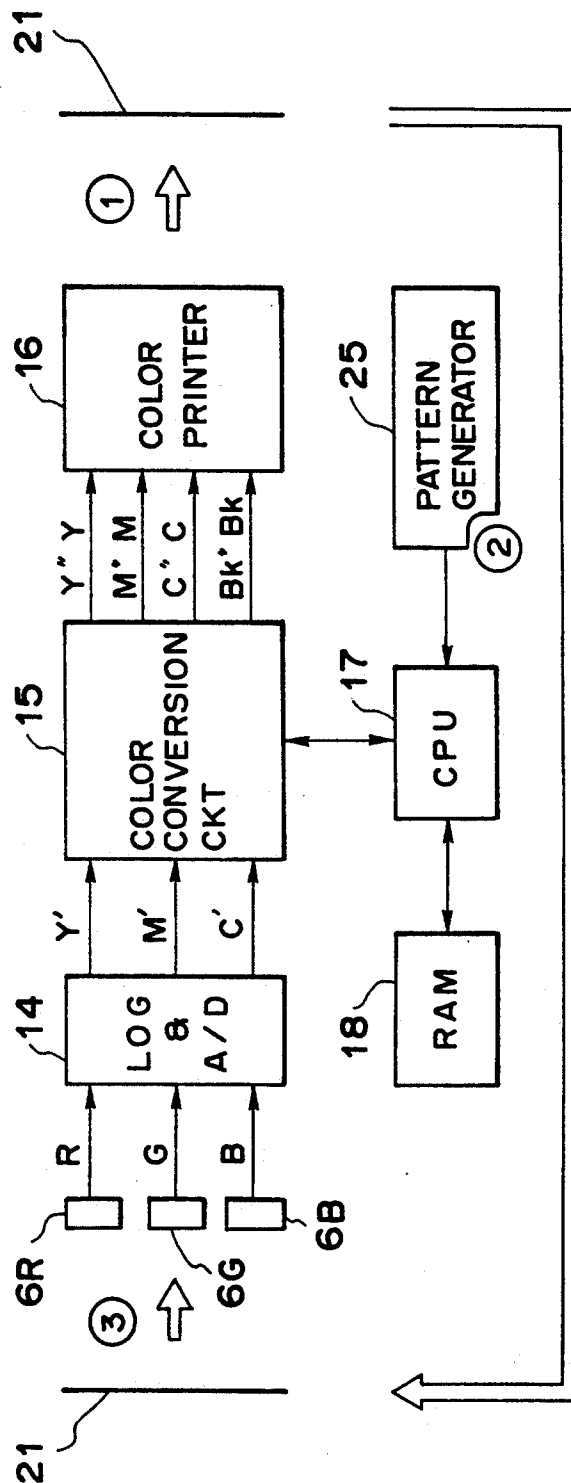 21
3
6R
6G
6B
R
G
B
14
LOG
&
A/D
Y'
M'
C'
15
COLOR
CONVERSION
CKT
Y" Y
M" M
C" C
Bk" Bk
16
COLOR
PRINTER
1
21
18
RAM
17
CPU
25
PATTERN
GENERATOR
2